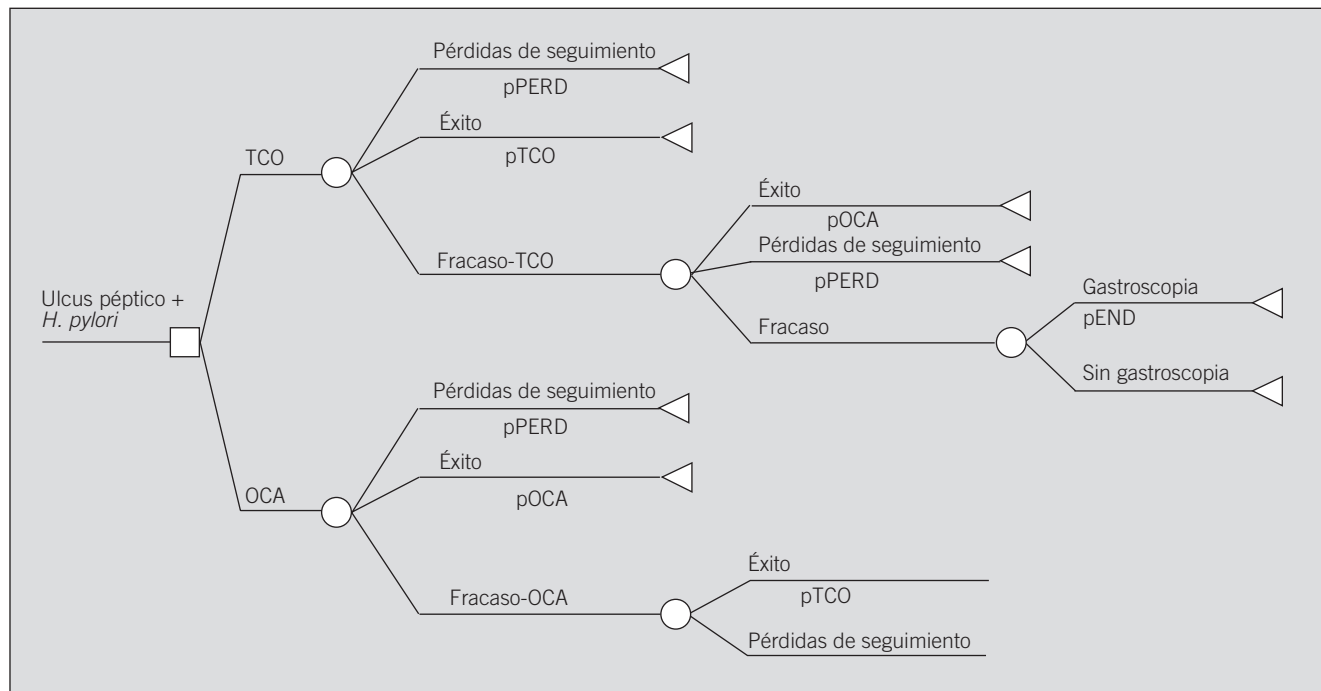 Pérdidas de seguimiento
pPERD
Éxito
pTCO
TCO
Éxito
pOCA
Pérdidas de seguimiento
pPERD
Fracaso-TCO
Fracaso
Gastroscopia
pEND
Sin gastroscopia
Ulcus péptico +
H. pylori
Pérdidas de seguimiento
pPERD
Éxito
pOCA
OCA
Fracaso-OCA
Éxito
pTCO
Pérdidas de seguimiento